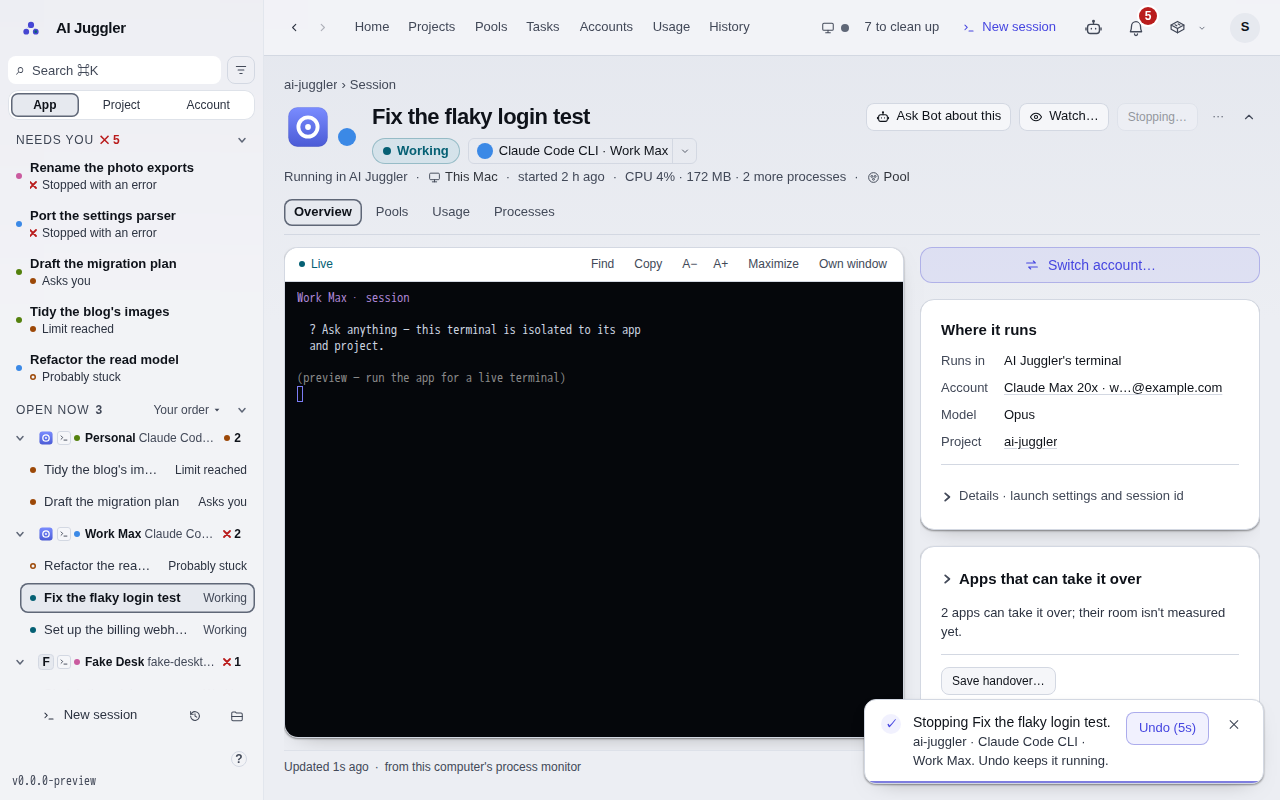 AI Juggler
Search ⌘K
App Project Account
NEEDS YOU 5
Rename the photo exports
Stopped with an error
Port the settings parser
Stopped with an error
Draft the migration plan
Asks you
Tidy the blog's images
Limit reached
Refactor the read model
Probably stuck
OPEN NOW 3 Your order
Personal Claude Cod… 2
Tidy the blog's im… Limit reached
Draft the migration plan Asks you
Work Max Claude Co… 2
Refactor the rea… Probably stuck
Fix the flaky login test Working
Set up the billing webh… Working
F Fake Desk fake-deskt… 1
New session
?
v0.0.0-preview
Home Projects Pools Tasks Accounts Usage History 7 to clean up New session 5 S
ai-juggler › Session
Fix the flaky login test
Ask Bot about this Watch… Stopping… …
Working Claude Code CLI · Work Max
Running in AI Juggler · This Mac · started 2 h ago · CPU 4% · 172 MB · 2 more processes · Pool
Overview Pools Usage Processes
Live Find Copy A− A+ Maximize Own window
Work Max · session
? Ask anything — this terminal is isolated to its app
and project.
(preview — run the app for a live terminal)
Updated 1s ago · from this computer's process monitor
Switch account…
Where it runs
Runs in AI Juggler's terminal
Account Claude Max 20x · w…@example.com
Model Opus
Project ai-juggler
Details · launch settings and session id
Apps that can take it over
2 apps can take it over; their room isn't measured
yet.
Save handover…
Stopping Fix the flaky login test.
ai-juggler · Claude Code CLI ·
Work Max. Undo keeps it running.
Undo (5s)